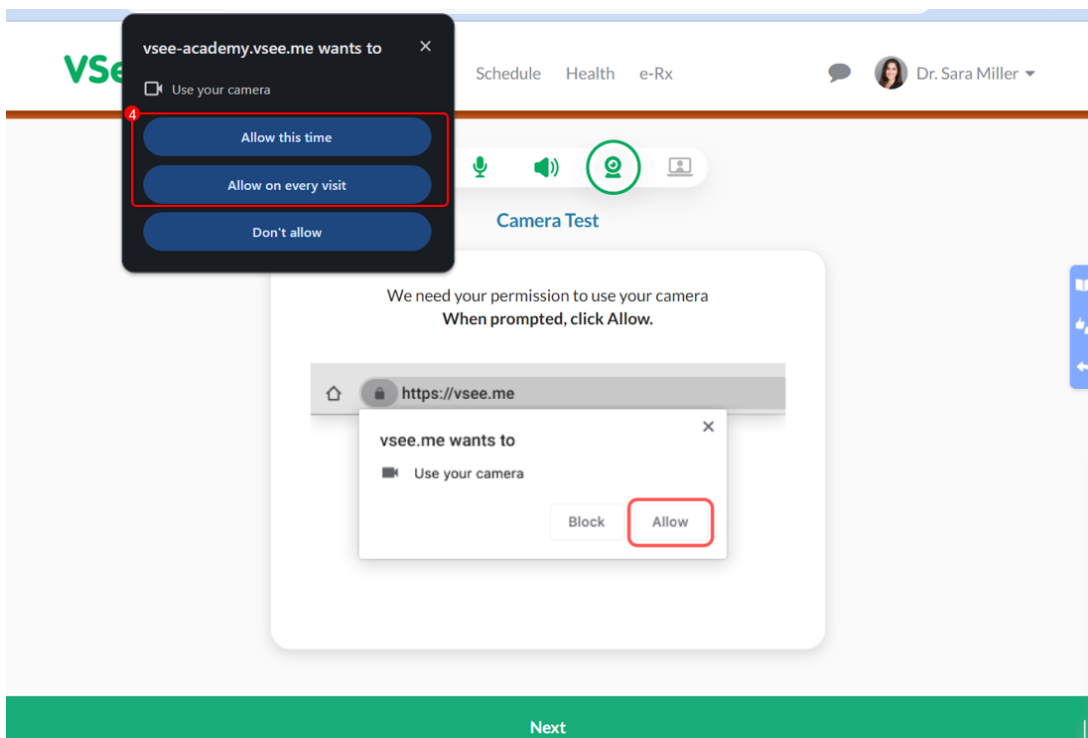 vsee-academy.vsee.me wants to
Use your camera
4
Allow this time
Allow on every visit
Don't allow
VSe
Schedule Health e-Rx
Dr. Sara Miller
Camera Test
We need your permission to use your camera
When prompted, click Allow.
https://vsee.me
vsee.me wants to
Use your camera
Block Allow
Next